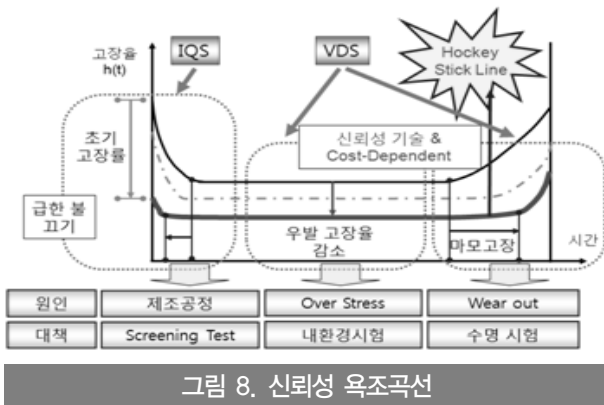 고장율
h(t)
IQS
VDS
Hockey
Stick Line
초기
고장률
신뢰성 기술 &
Cost-Dependent
급한 불
끄기
우발 고장율
감소
마모고장
시간
원인
제조공정
Over Stress
Wear out
대책
Screening Test
내환경시험
수명 시험
그림 8. 신뢰성 욕조곡선